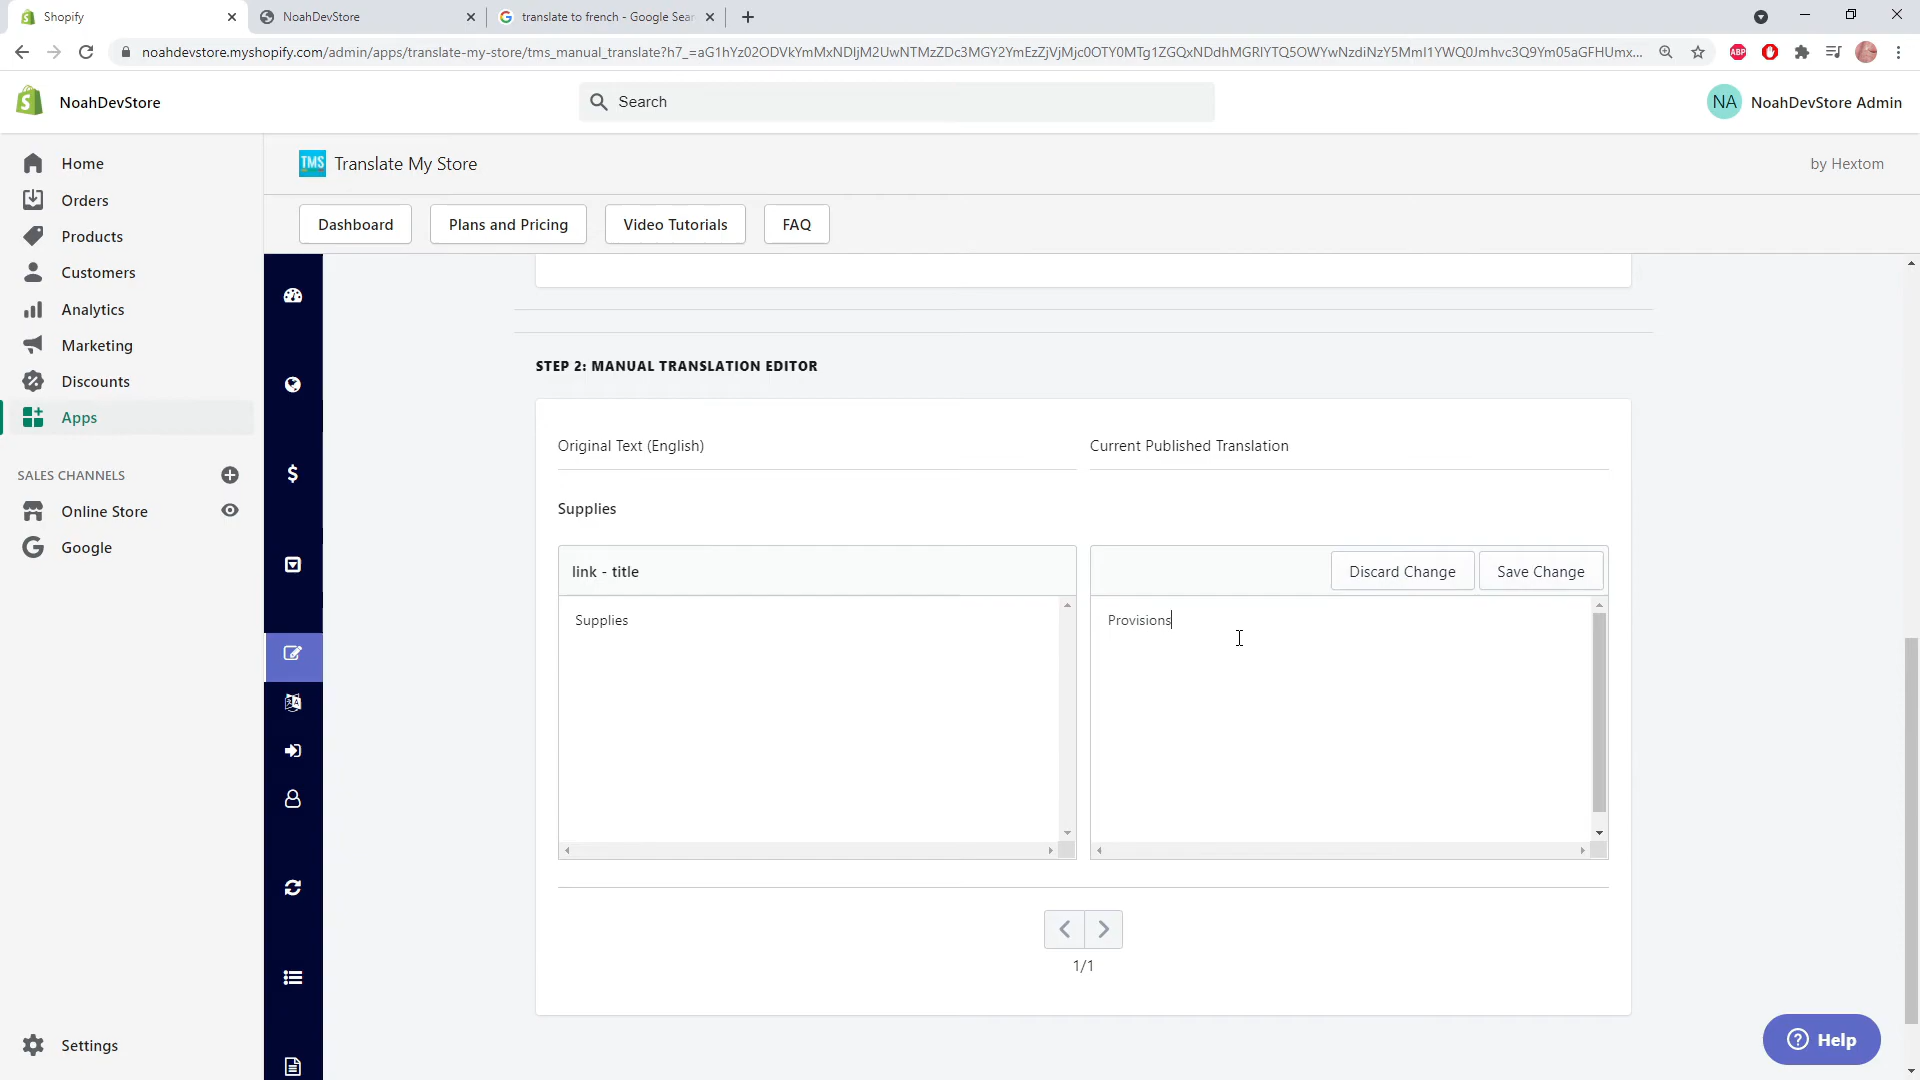 Shopify
NoahDevStore
translate to french - Google Sear
noahdevstore.myshopify.com/admin/apps/translate-my-store/tms_manual_translate?h7_=
ABP
NoahDevStore
Search
NA
NoahDevStore Admin
Home
Orders
Products
Customers
Analytics
Marketing
Discounts
Apps
SALES CHANNELS
Online Store
Google
Settings
TMS
Translate My Store
by Hextom
Dashboard
Plans and Pricing
Video Tutorials
FAQ
STEP 2: MANUAL TRANSLATION EDITOR
Original Text (English)
Current Published Translation
Supplies
link - title
Discard Change
Save Change
Supplies
Provisions
1/1
Help